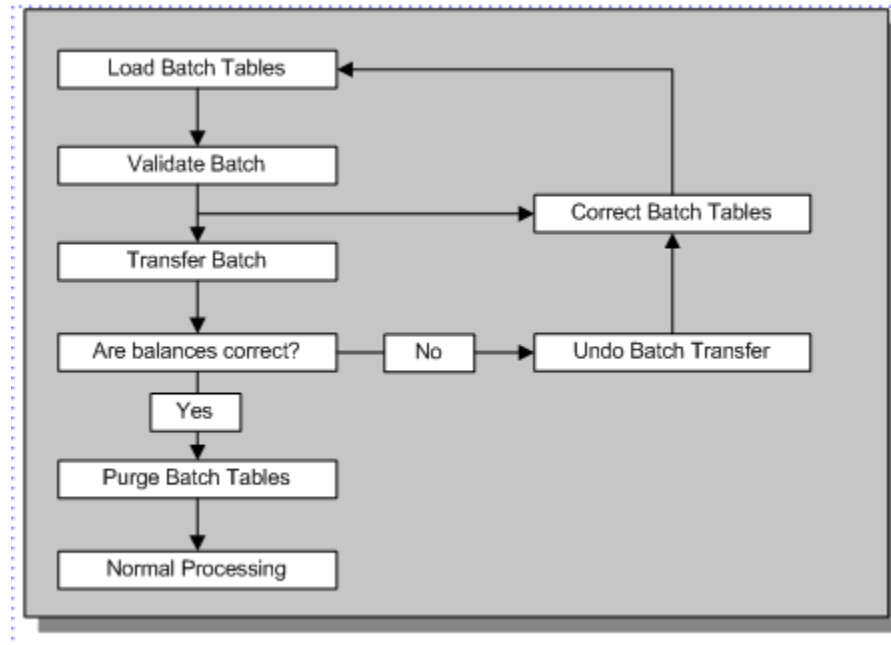 Load Batch Tables
Validate Batch
Correct Batch Tables
Transfer Batch
Are balances correct?
No
Undo Batch Transfer
Yes
Purge Batch Tables
Normal Processing